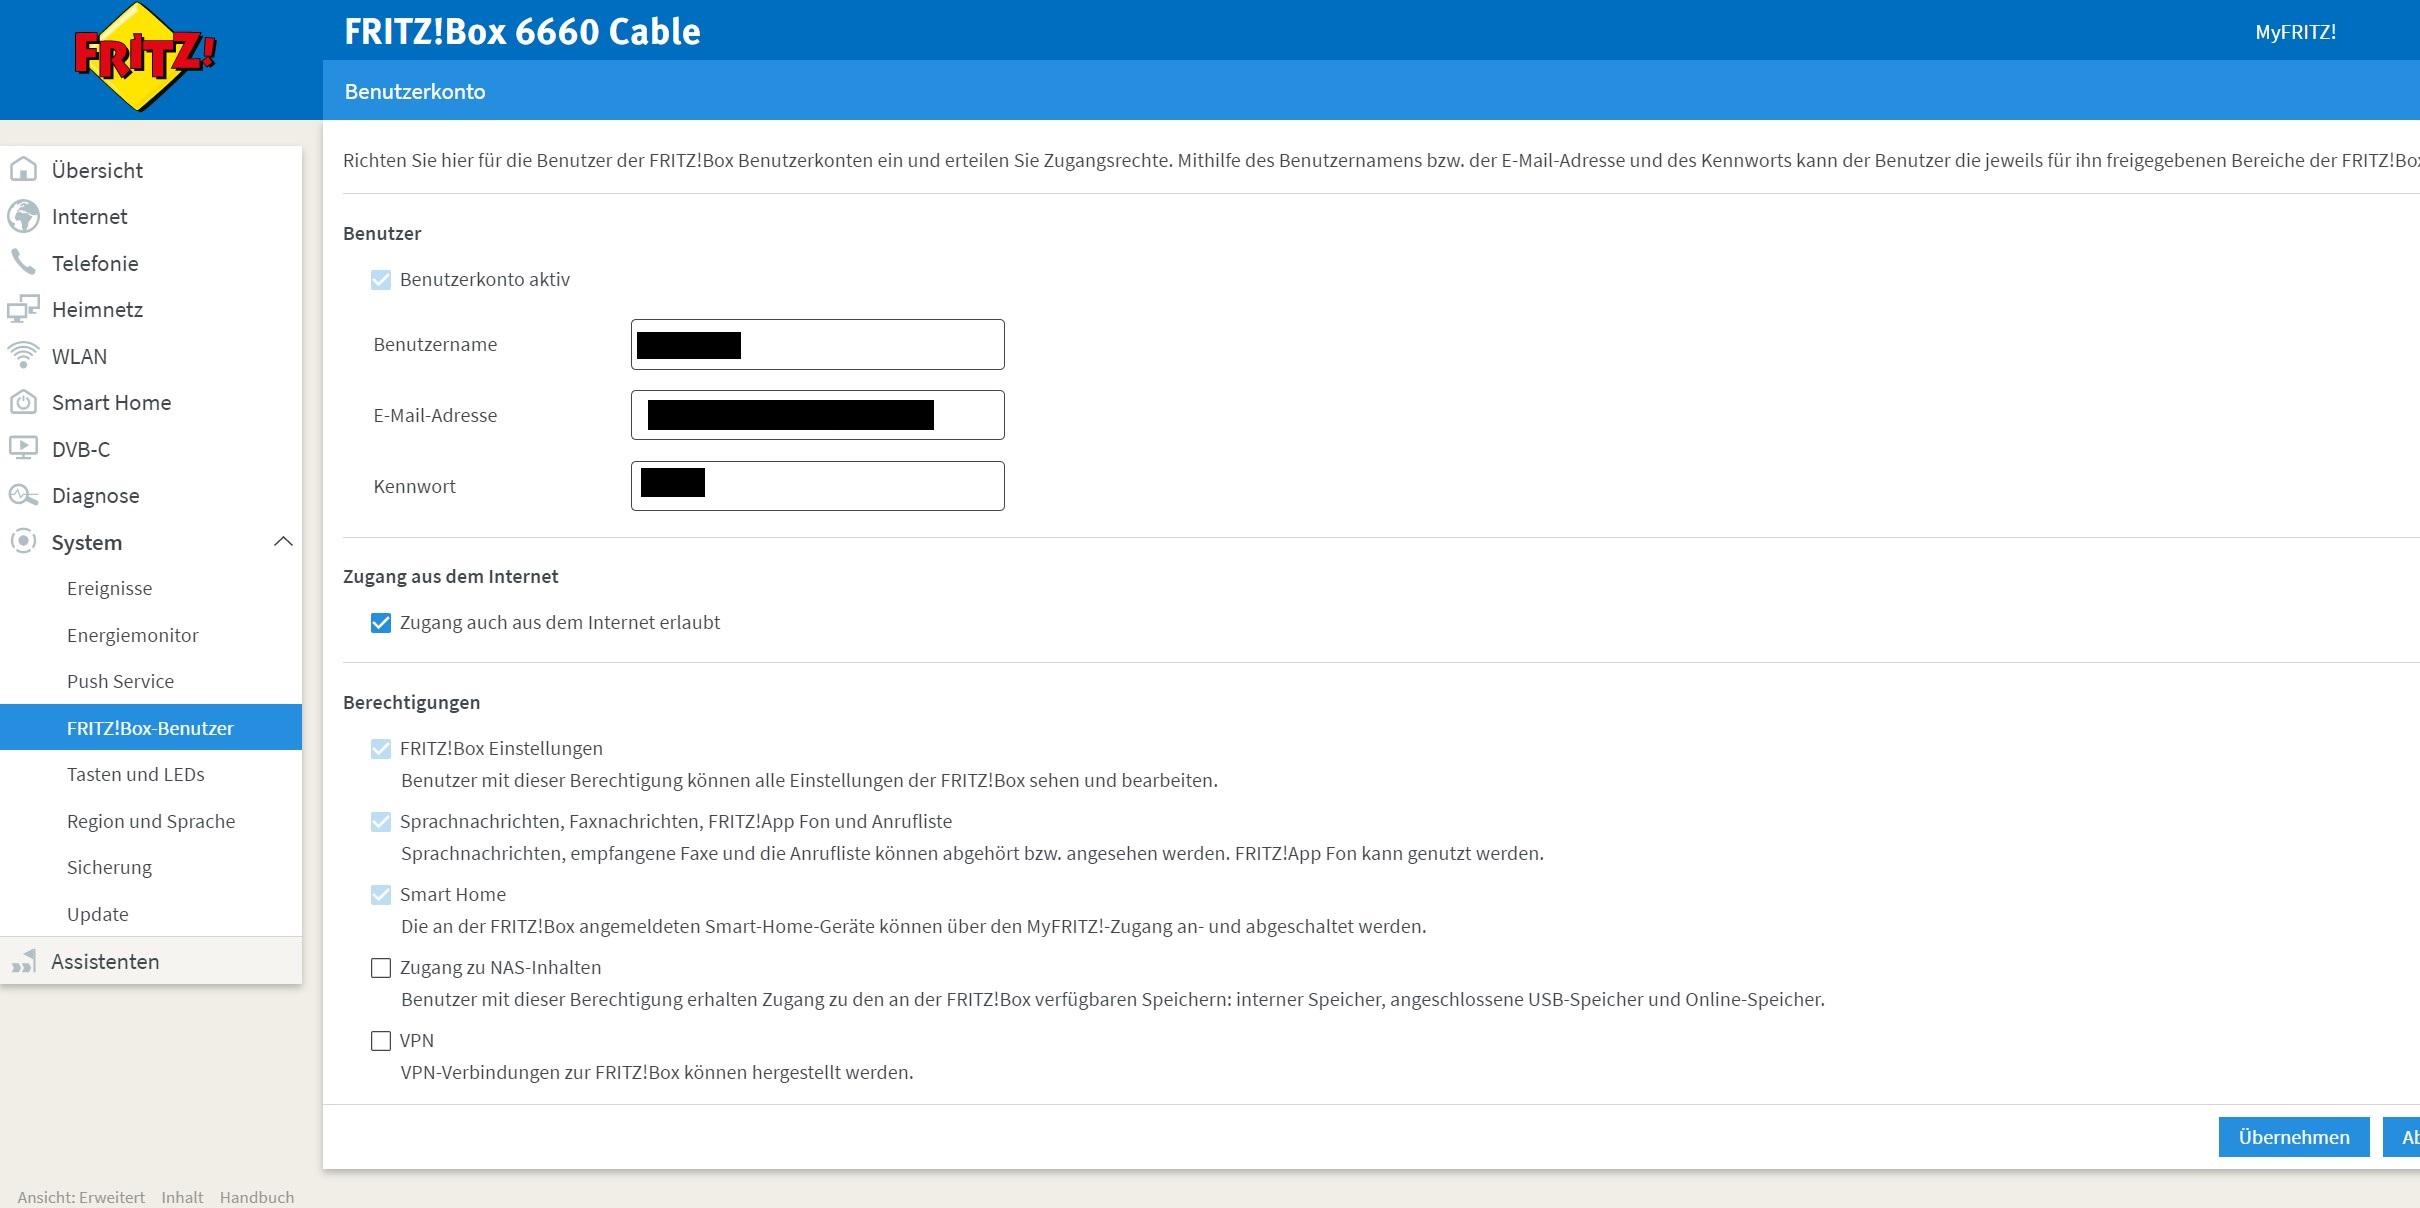 FRITZ!
FRITZ!Box 6660 Cable
MyFRITZ!
Benutzerkonto
Übersicht
Internet
Telefonie
Heimnetz
WLAN
Smart Home
DVB-C
Diagnose
System
Ereignisse
Energiemonitor
Push Service
FRITZ!Box-Benutzer
Tasten und LEDs
Region und Sprache
Sicherung
Update
Assistenten
Richten Sie hier für die Benutzer der FRITZ!Box Benutzerkonten ein und erteilen Sie Zugangsrechte. Mithilfe des Benutzernamens bzw. der E-Mail-Adresse und des Kennworts kann der Benutzer die jeweils für ihn freigegebenen Bereiche der FRITZ!Box
Benutzer
Benutzerkonto aktiv
Benutzername
E-Mail-Adresse
Kennwort
Zugang aus dem Internet
Zugang auch aus dem Internet erlaubt
Berechtigungen
FRITZ!Box Einstellungen
Benutzer mit dieser Berechtigung können alle Einstellungen der FRITZ!Box sehen und bearbeiten.
Sprachnachrichten, Faxnachrichten, FRITZ!App Fon und Anrufliste
Sprachnachrichten, empfangene Faxe und die Anrufliste können abgehört bzw. angesehen werden. FRITZ!App Fon kann genutzt werden.
Smart Home
Die an der FRITZ!Box angemeldeten Smart-Home-Geräte können über den MyFRITZ!-Zugang an- und abgeschaltet werden.
Zugang zu NAS-Inhalten
Benutzer mit dieser Berechtigung erhalten Zugang zu den an der FRITZ!Box verfügbaren Speichern: interner Speicher, angeschlossene USB-Speicher und Online-Speicher.
VPN
VPN-Verbindungen zur FRITZ!Box können hergestellt werden.
Übernehmen
Ab
Ansicht: Erweitert Inhalt Handbuch